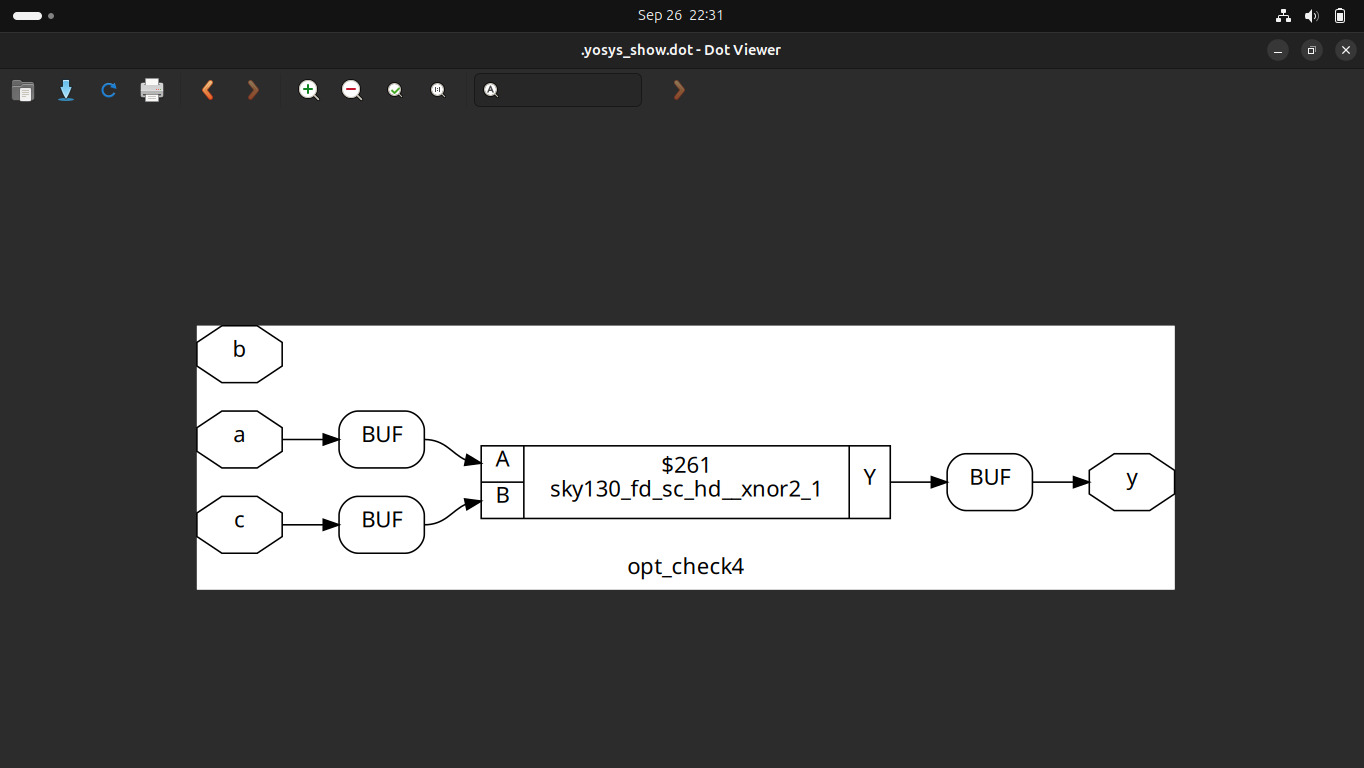 Sep 26 22:31
.yosys_show.dot - Dot Viewer
b
a
BUF
c
BUF
A
B
$261
sky130_fd_sc_hd__xnor2_1
Y
BUF
y
opt_check4